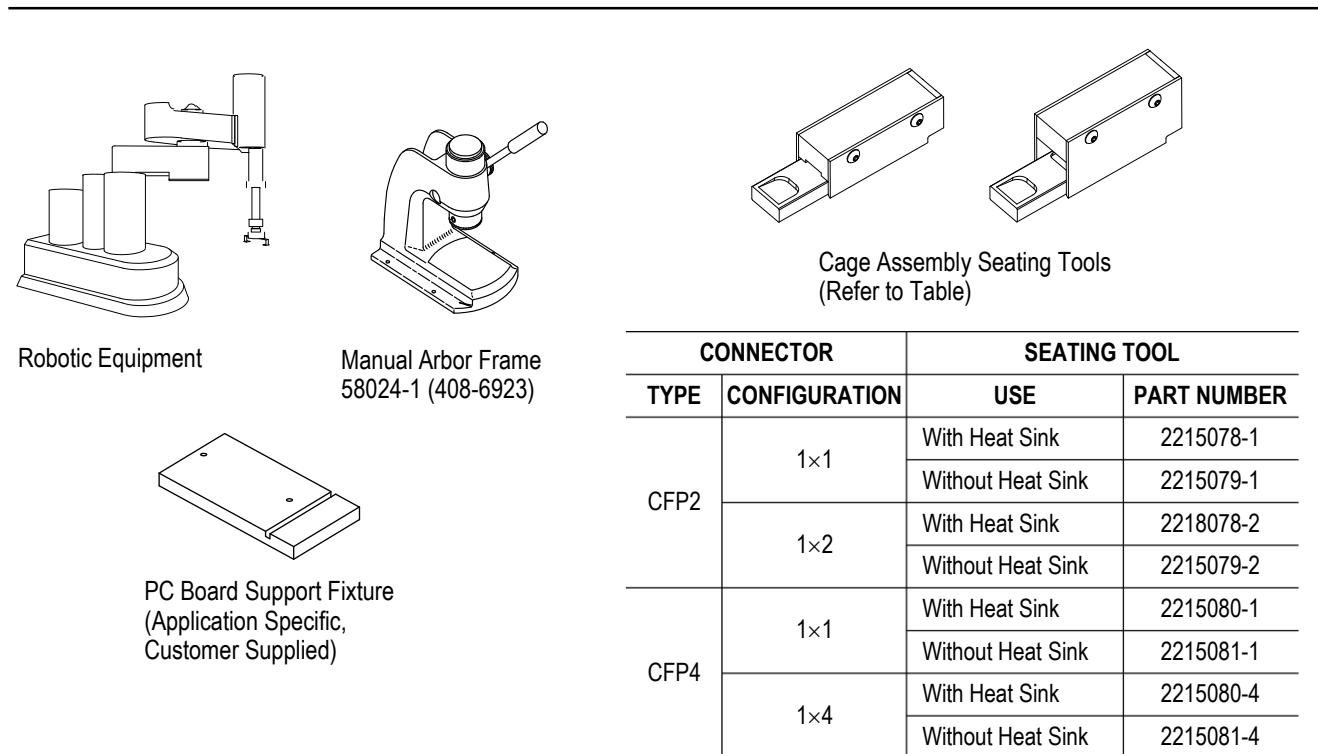 Cage Assembly Seating Tools
(Refer to Table)
Robotic Equipment
Manual Arbor Frame
58024-1 (408-6923)
PC Board Support Fixture
(Application Specific,
Customer Supplied)
CONNECTOR SEATING TOOL
TYPE CONFIGURATION USE PART NUMBER
CFP2 1×1 With Heat Sink 2215078-1
Without Heat Sink 2215079-1
1×2 With Heat Sink 2218078-2
Without Heat Sink 2215079-2
CFP4 1×1 With Heat Sink 2215080-1
Without Heat Sink 2215081-1
1×4 With Heat Sink 2215080-4
Without Heat Sink 2215081-4